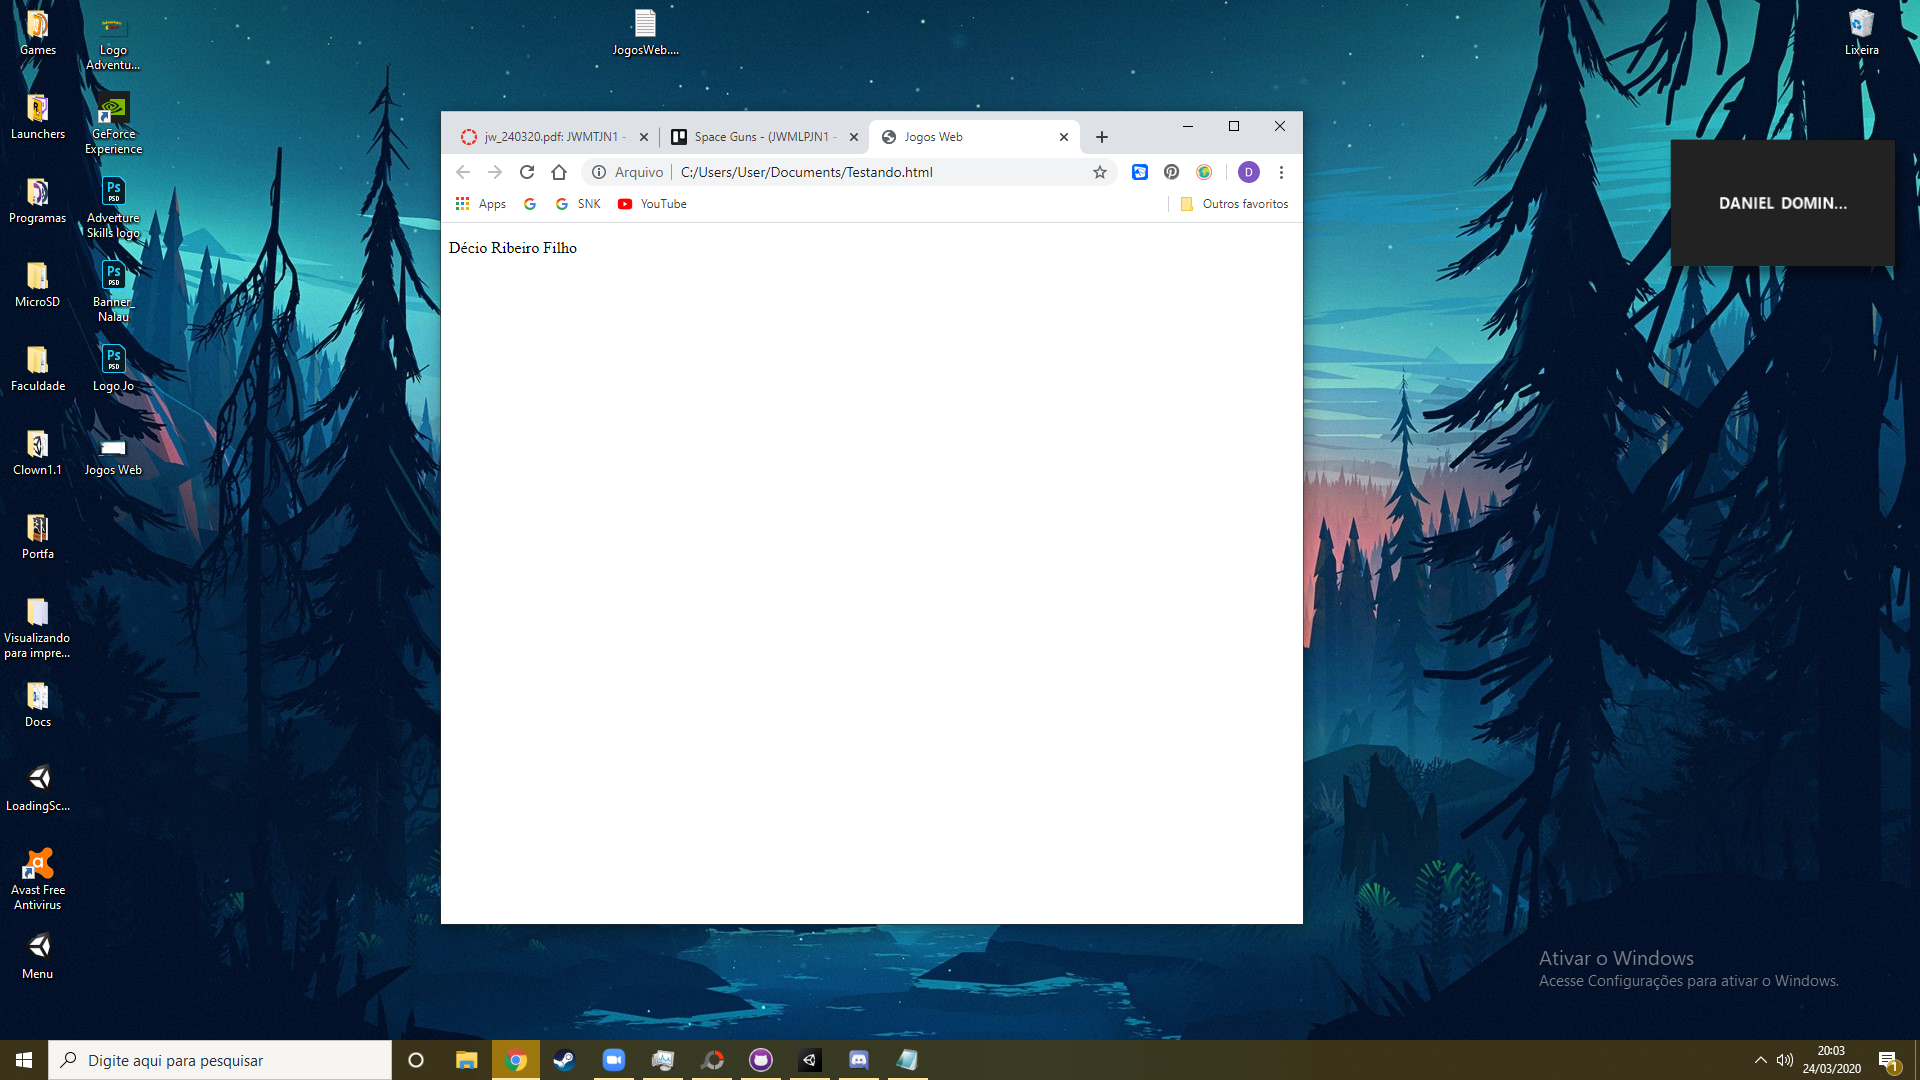 Games
Logo
Adventu...
JogosWeb....
Lixeira
Launchers
GeForce
Experience
Programas
Adverture
Skills logo
MicroSD
Banner_
Nalau
Faculdade
Logo Jo
Clown1.1
Jogos Web
Portfa
Visualizando
para impre...
Docs
LoadingSc...
Avast Free
Antivirus
Menu
jw_240320.pdf: JWMTJN1 -
Space Guns - (JWMLPJN1 -
Jogos Web
Arquivo
C:/Users/User/Documents/Testando.html
D
Apps
SNK
YouTube
Outros favoritos
Décio Ribeiro Filho
DANIEL DOMIN...
Ativar o Windows
Acesse Configurações para ativar o Windows.
Digite aqui para pesquisar
20:03
24/03/2020
1